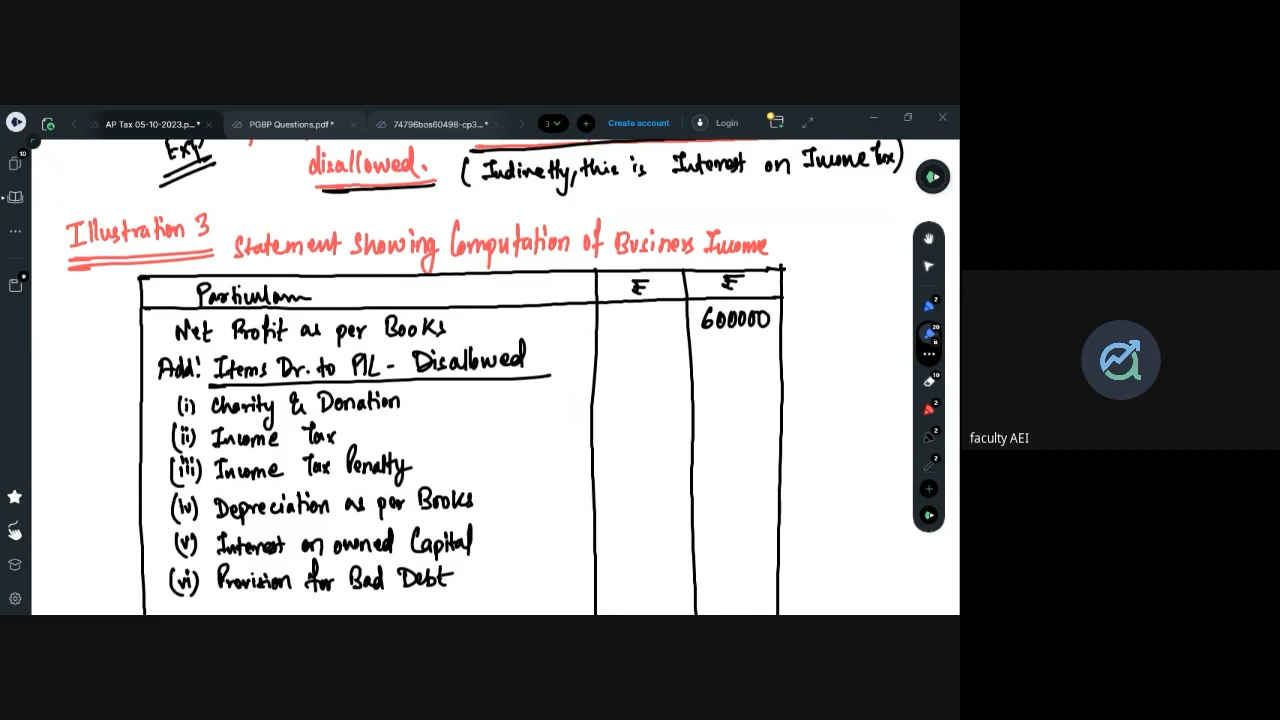 AP Tax 05-10-2023.p...* × PGBP Questions.pdf* × 74796bos60498-cp3...* × 3 Create account Login
Exp
disallowed. (Indirectly, this is Interest on Income Tax)
Illustration 3 Statement Showing Computation of Business Income
Particulars ₹ ₹
Net Profit as per Books 600000
Add: Items Dr. to P/L - Disallowed
(i) Charity & Donation
(ii) Income Tax
(iii) Income Tax Penalty
(iv) Depreciation as per Books
(v) Interest on owned Capital
(vi) Provision for Bad Debt
faculty AEI